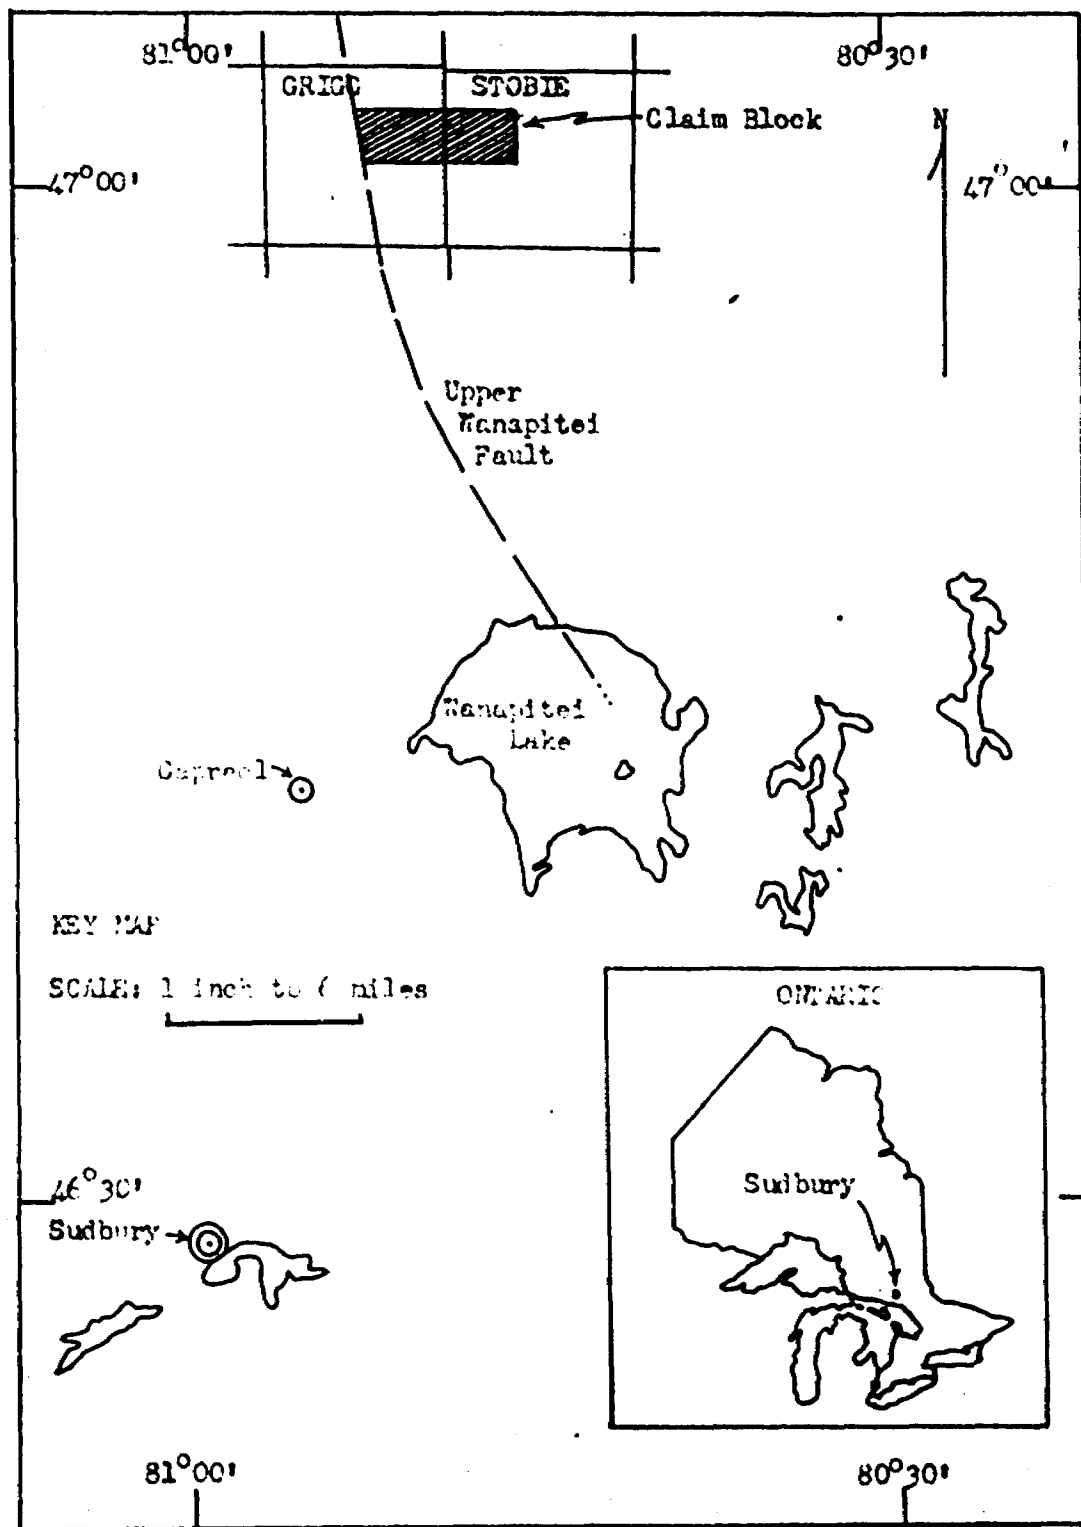 81°00'
80°30'
GRIGG
STOBIE
Claim Block
N
47°00'
47°00'
Upper
Wanapitei
Fault
Wanapitei
Lake
Capreol
KEY MAP
SCALE: 1 inch to 6 miles
ONTARIO
Sudbury
46°30'
Sudbury
81°00'
80°30'